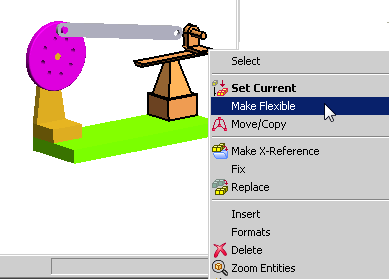 Select
Set Current
Make Flexible
Move/Copy
Make X-Reference
Fix
Replace
Insert
Formats
Delete
Zoom Entities